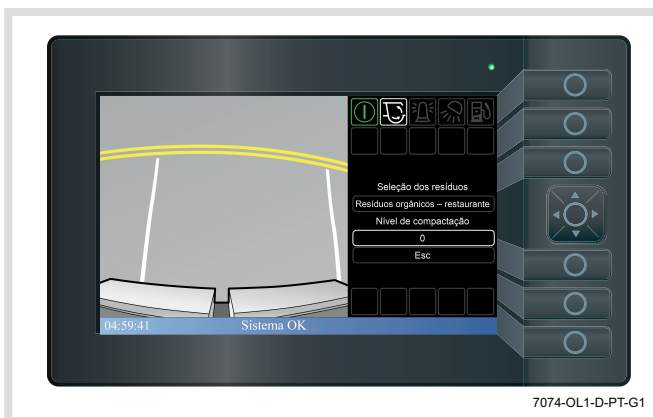 Seleção dos resíduos
Resíduos orgânicos – restaurante
Nível de compactação
0
Esc
04:59:41 Sistema OK
7074-OL1-D-PT-G1